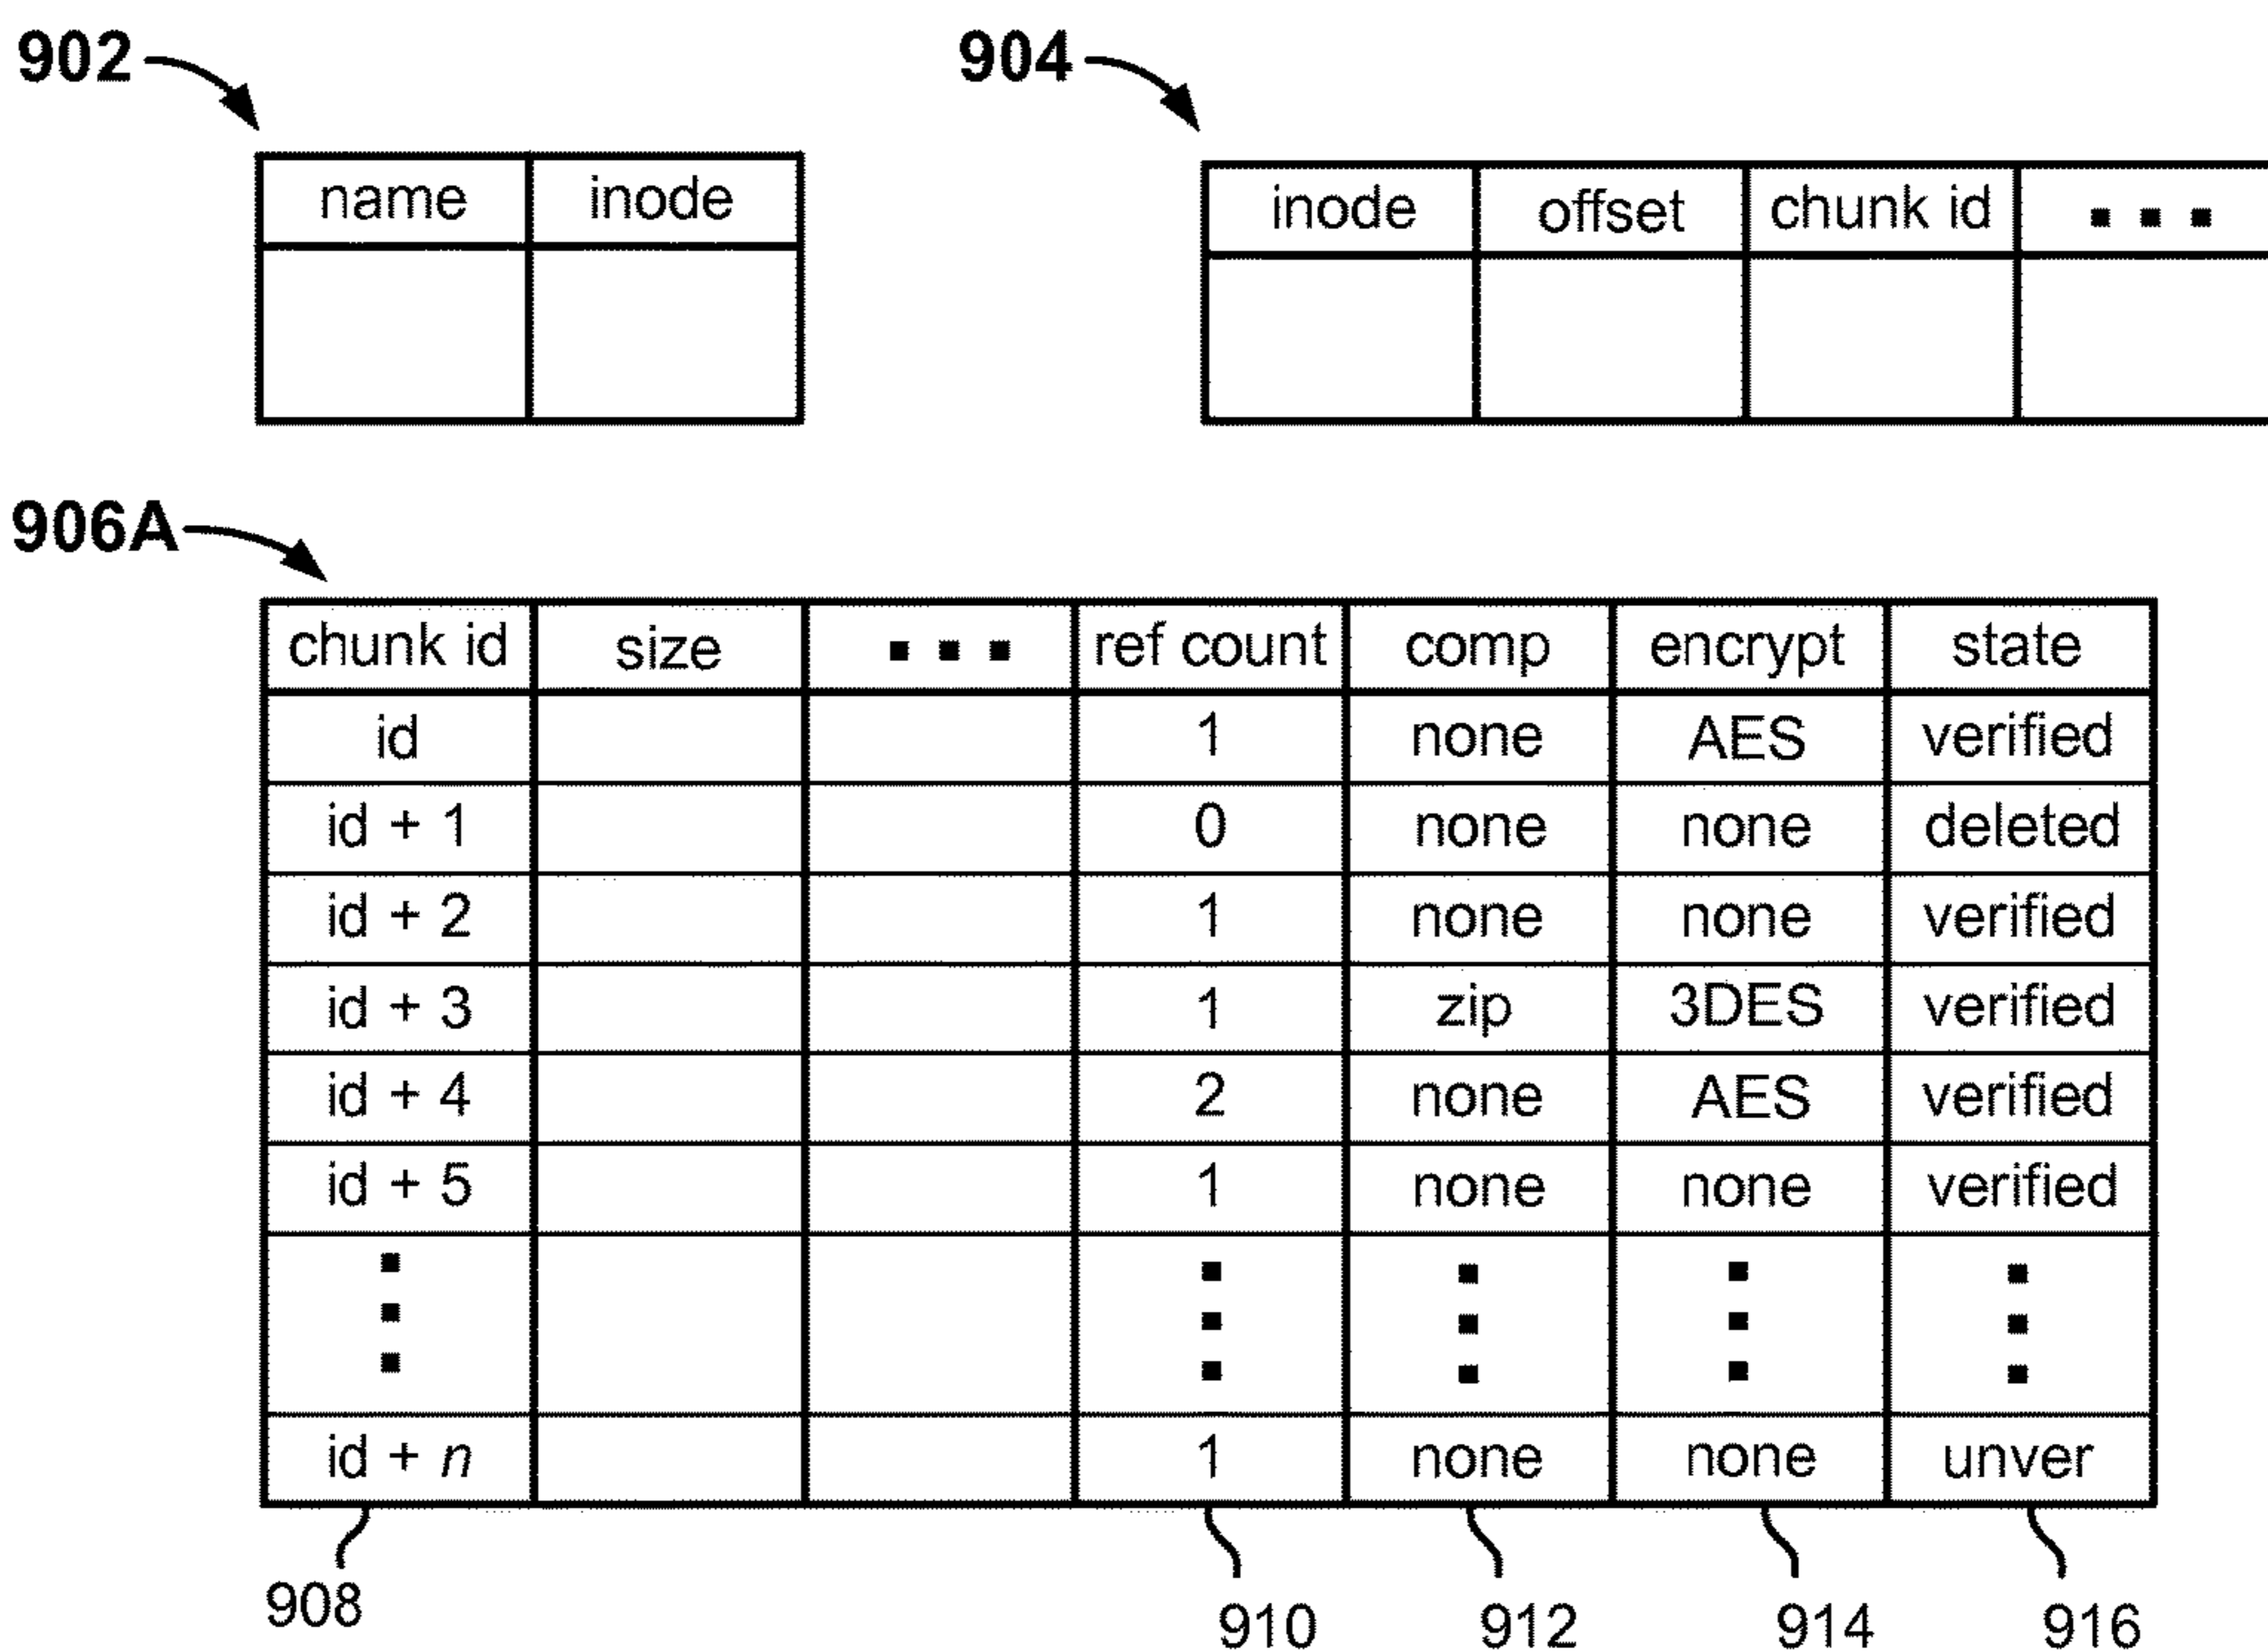 902 904
name inode
inode offset chunk id ...
906A
chunk id size ... ref count comp encrypt state
id 1 none AES verified
id + 1 0 none none deleted
id + 2 1 none none verified
id + 3 1 zip 3DES verified
id + 4 2 none AES verified
id + 5 1 none none verified
id + n 1 none none unver
908 910 912 914 916